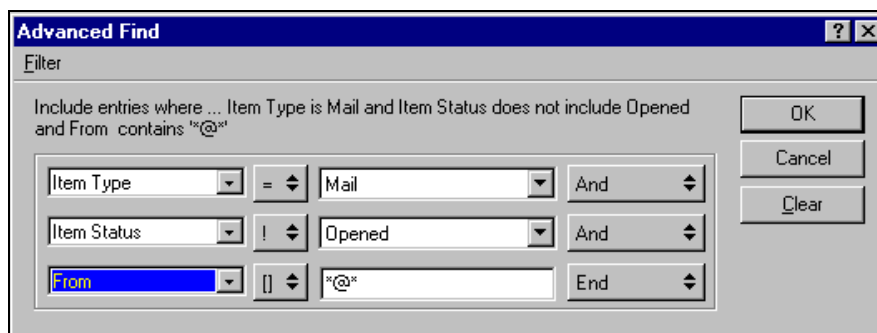 Advanced Find
Filter
Include entries where ... Item Type is Mail and Item Status does not include Opened
and From  contains '*@*'
OK
Cancel
Clear
Item Type = Mail And
Item Status ! Opened And
From [] *@* End